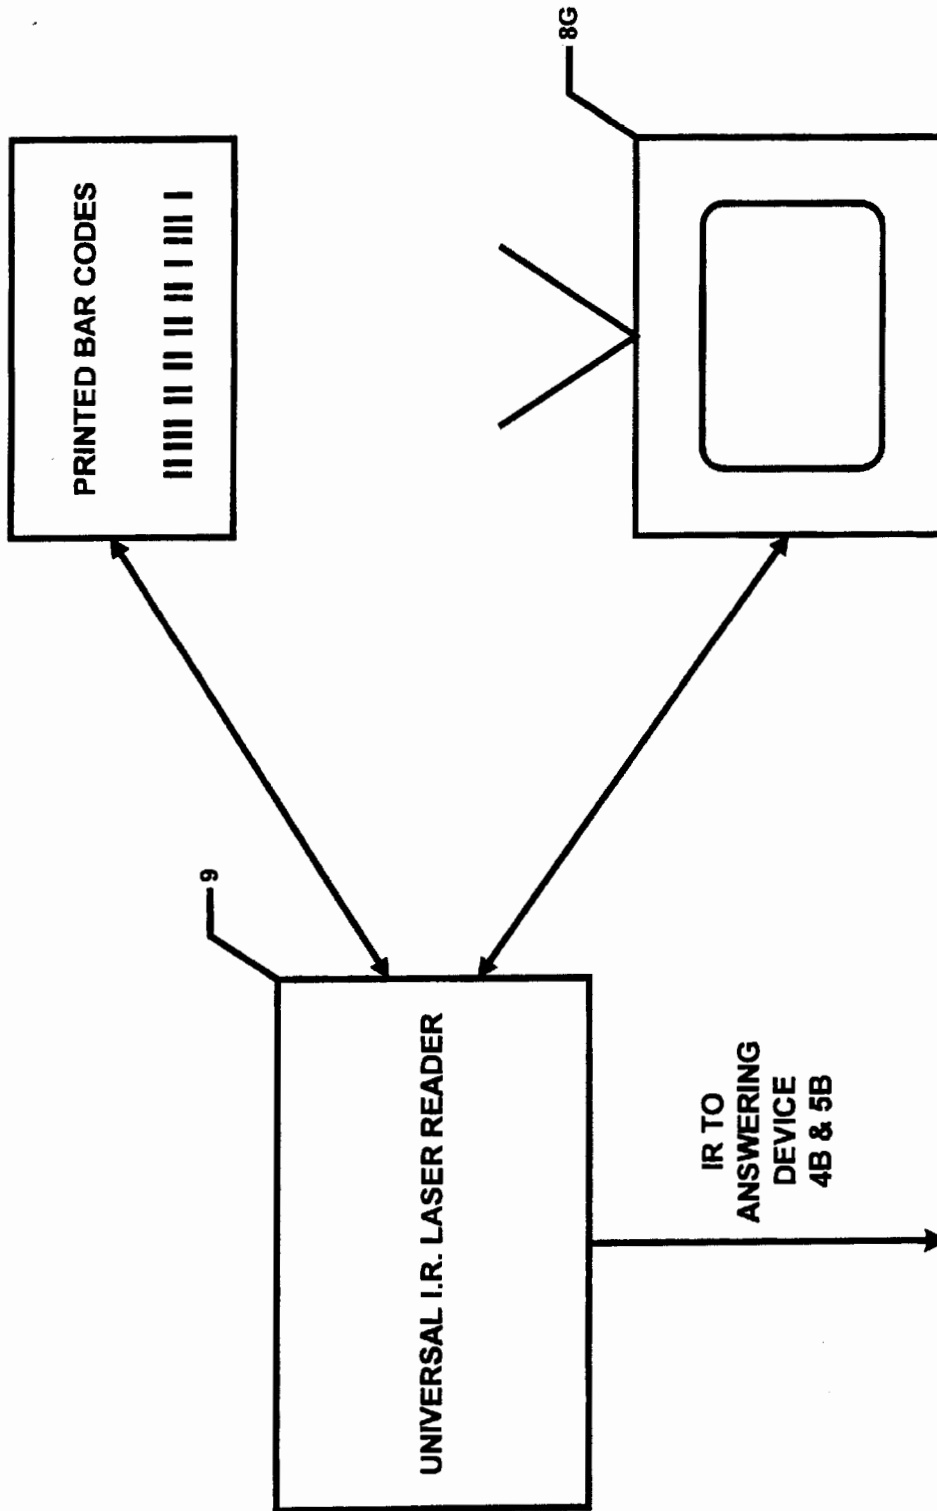 PRINTED BAR CODES
8G
9
UNIVERSAL I.R. LASER READER
IR TO
ANSWERING
DEVICE
4B & 5B